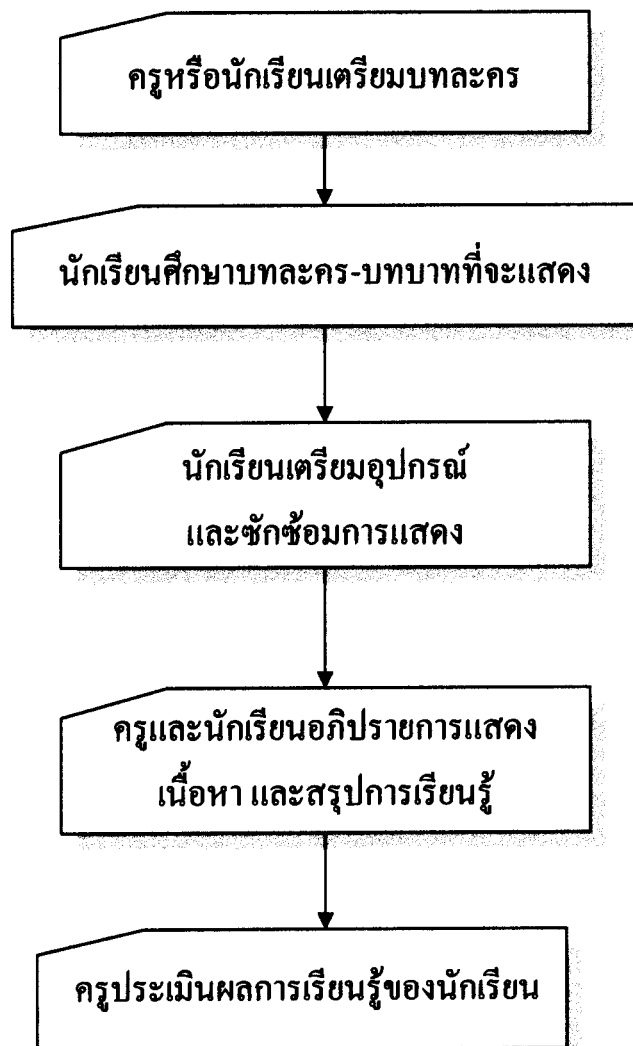 ครูหรือนักเรียนเตรียมบทละคร
นักเรียนศึกษาบทละคร-บทบาทที่จะแสดง
นักเรียนเตรียมอุปกรณ์
และซักซ้อมการแสดง
ครูและนักเรียนอภิปรายการแสดง
เนื้อหา และสรุปการเรียนรู้
ครูประเมินผลการเรียนรู้ของนักเรียน